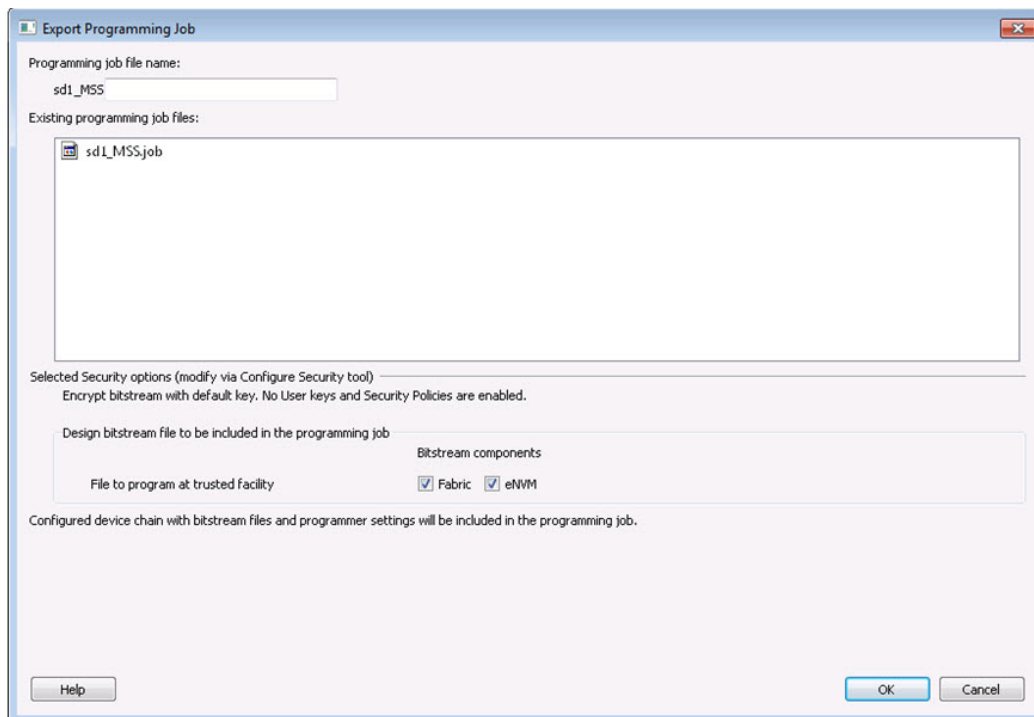 Export Programming Job
Programming job file name:
sd1_MSS
Existing programming job files:
sd1_MSS.job
Selected Security options (modify via Configure Security tool)
Encrypt bitstream with default key. No User keys and Security Policies are enabled.
Design bitstream file to be included in the programming job
Bitstream components
File to program at trusted facility Fabric eNVM
Configured device chain with bitstream files and programmer settings will be included in the programming job.
Help OK Cancel